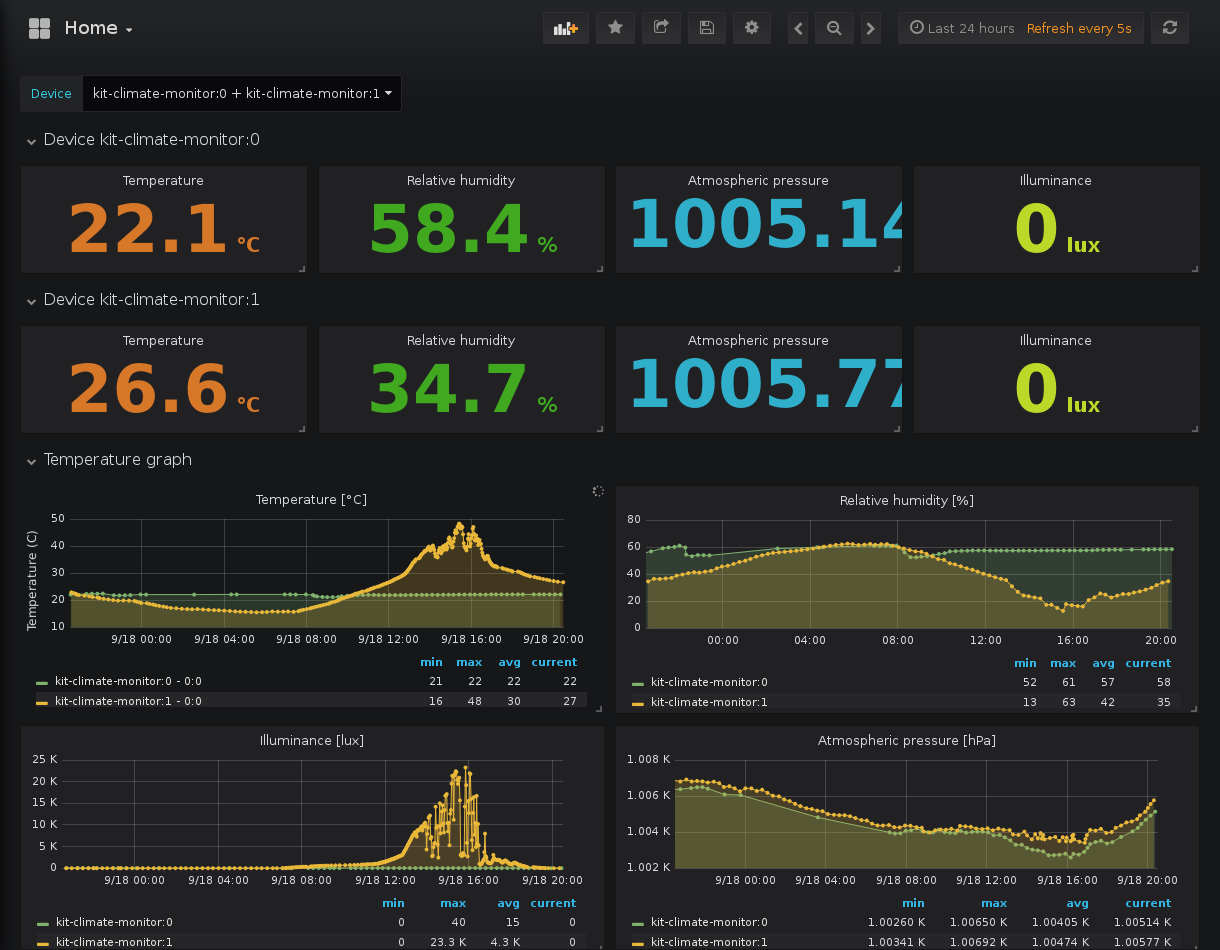 Home
Last 24 hours Refresh every 5s
Device kit-climate-monitor:0 + kit-climate-monitor:1
Device kit-climate-monitor:0
Temperature Relative humidity Atmospheric pressure Illuminance
22.1 °C 58.4 % 1005.14 0 lux
Device kit-climate-monitor:1
Temperature Relative humidity Atmospheric pressure Illuminance
26.6 °C 34.7 % 1005.77 0 lux
Temperature graph
Temperature [°C]
Temperature (C)
50
40
30
20
10
9/18 00:00 9/18 04:00 9/18 08:00 9/18 12:00 9/18 16:00 9/18 20:00
min max avg current
kit-climate-monitor:0 - 0:0 21 22 22 22
kit-climate-monitor:1 - 0:0 16 48 30 27
Relative humidity [%]
80
60
40
20
0
00:00 04:00 08:00 12:00 16:00 20:00
min max avg current
kit-climate-monitor:0 52 61 57 58
kit-climate-monitor:1 13 63 42 35
Illuminance [lux]
25 K
20 K
15 K
10 K
5 K
0
9/18 00:00 9/18 04:00 9/18 08:00 9/18 12:00 9/18 16:00 9/18 20:00
min max avg current
kit-climate-monitor:0 0 40 15 0
kit-climate-monitor:1 0 23.3 K 4.3 K 0
Atmospheric pressure [hPa]
1.008 K
1.006 K
1.004 K
1.002 K
9/18 00:00 9/18 04:00 9/18 08:00 9/18 12:00 9/18 16:00 9/18 20:00
min max avg current
kit-climate-monitor:0 1.00260 K 1.00650 K 1.00405 K 1.00514 K
kit-climate-monitor:1 1.00341 K 1.00692 K 1.00474 K 1.00577 K